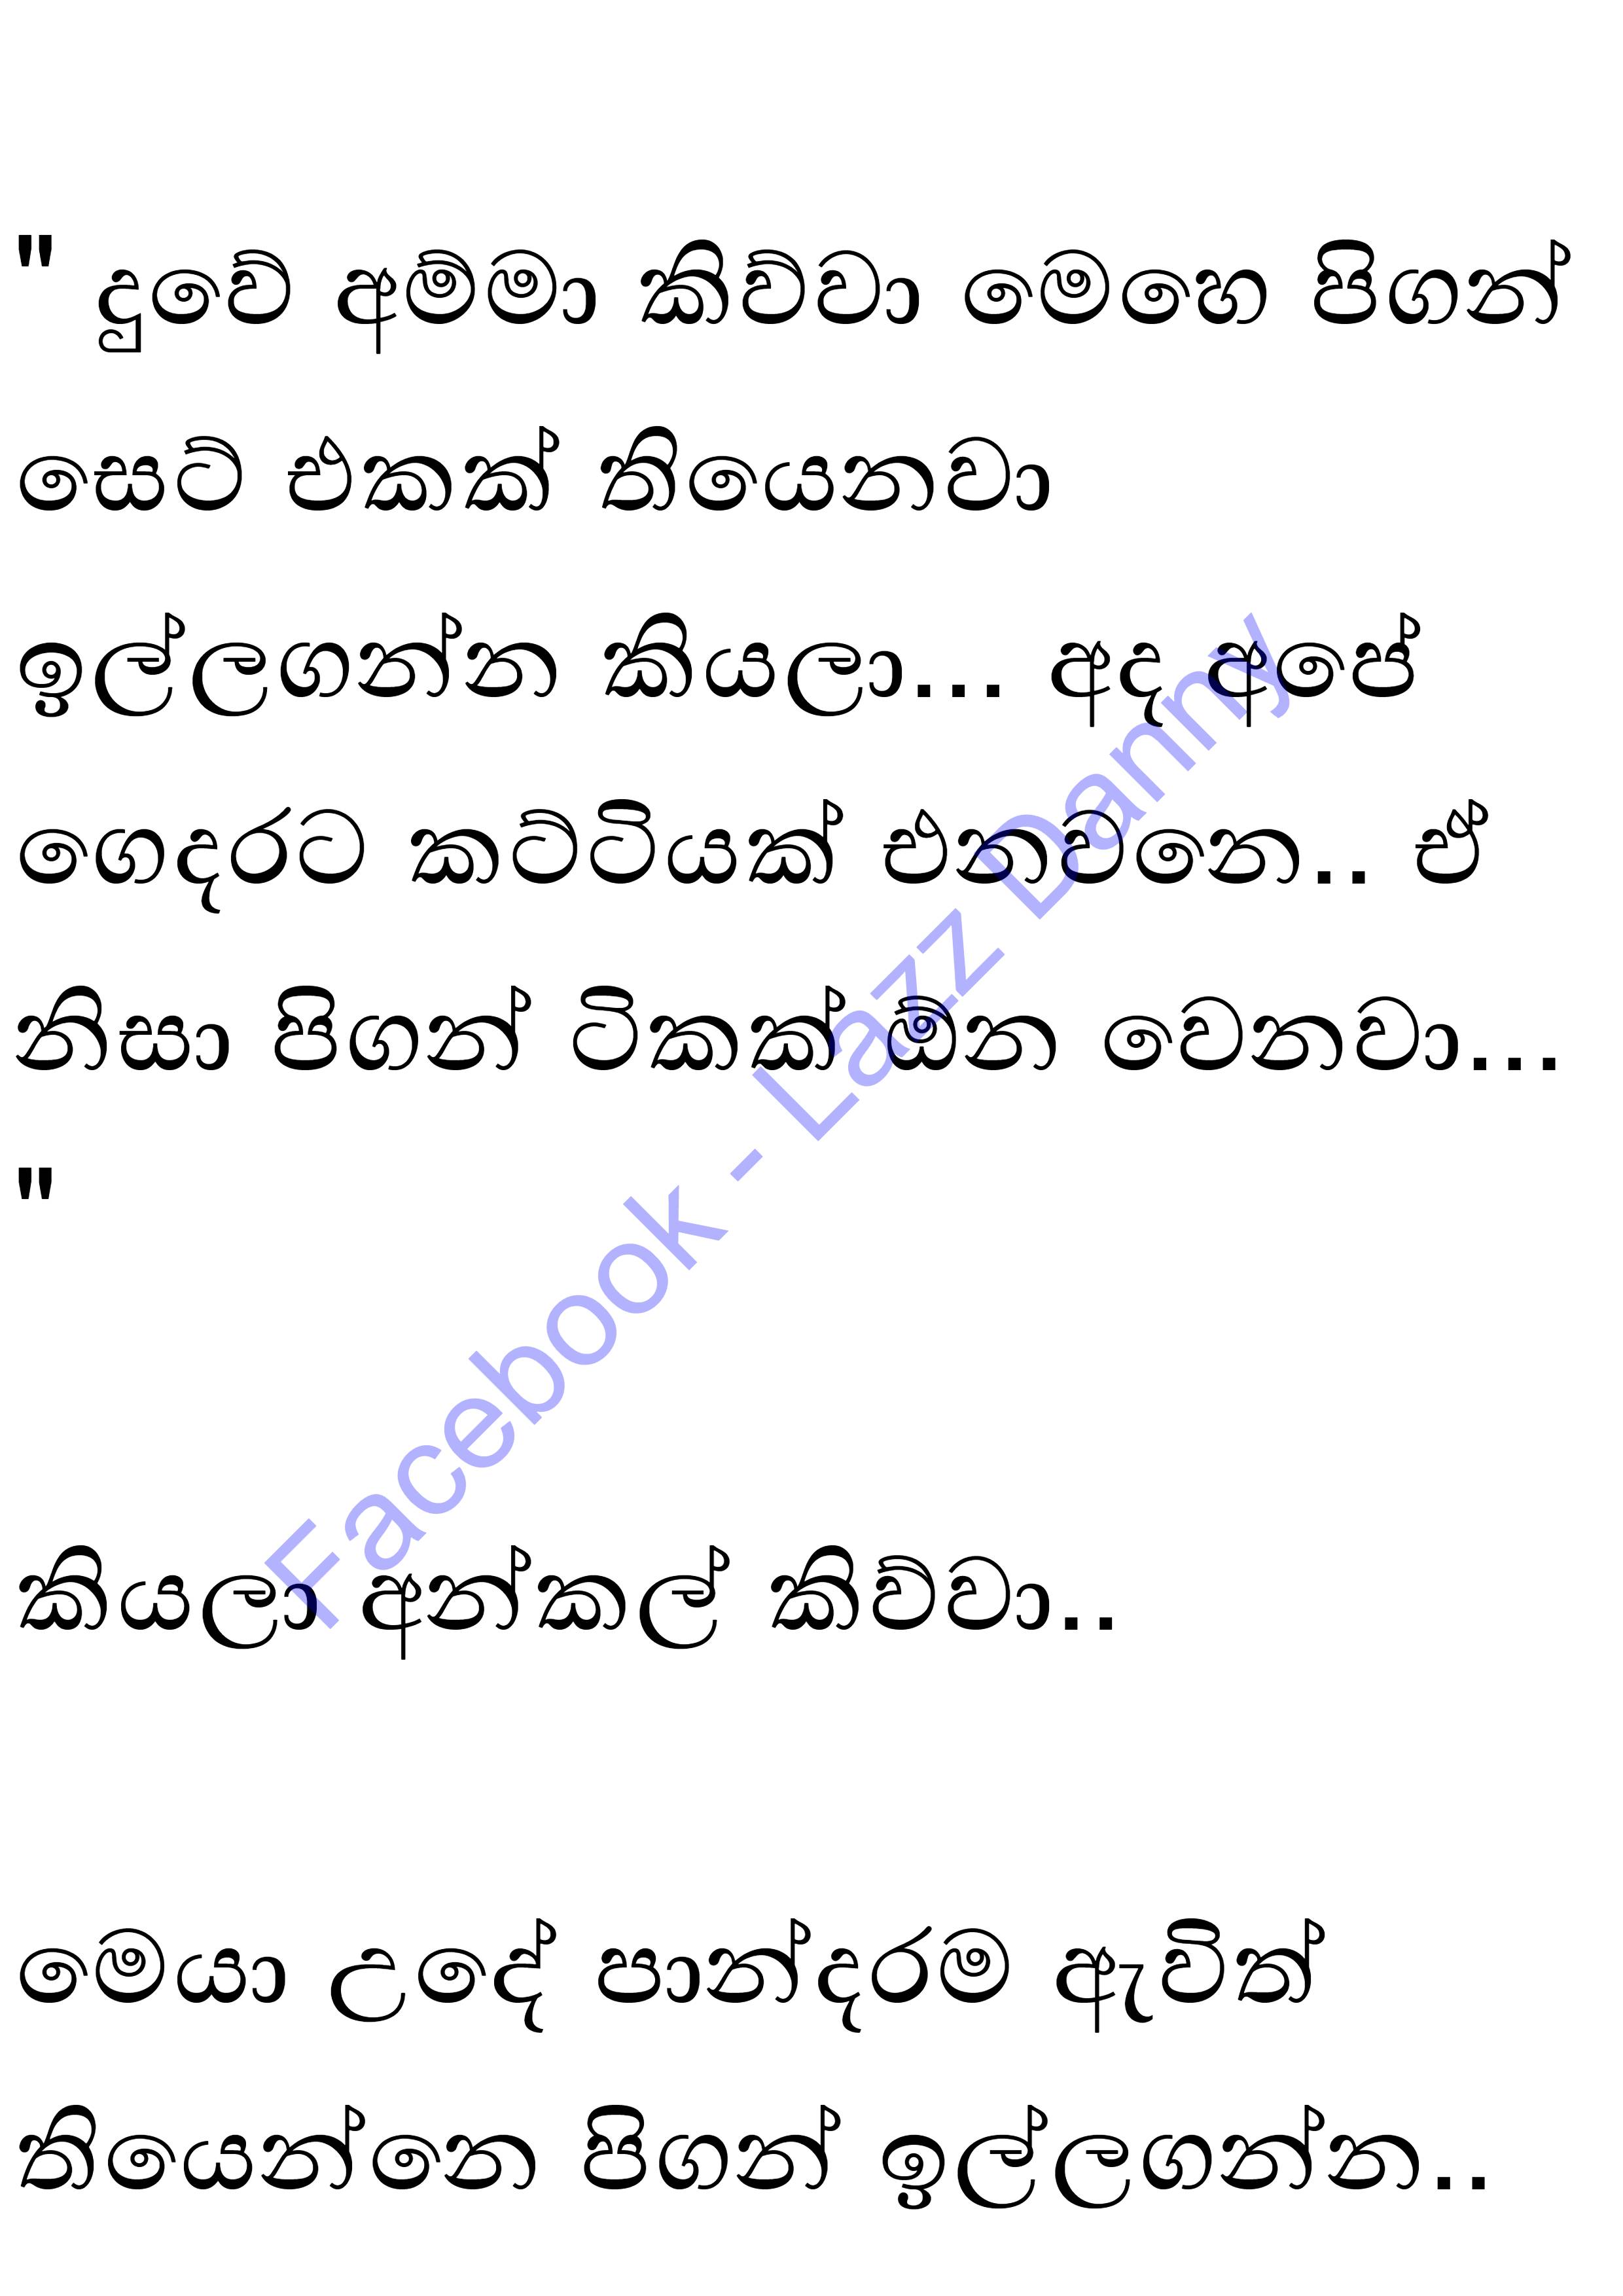 " දුවේ අම්මා කිව්වා මෙහෙ පිගන්
සෙට් එකක් තියෙනවා
ඉල්ලගන්න කියලා... අද අපේ
ගෙදරට කට්ටියක් එනවනෙ.. ඒ
නිසා පිගන් ටිකක් ඕන වෙනවා...
"
කියලා අන්කල් කිව්වා..
මෙයා උදේ පාන්දරම ඇවිත්
තියෙන්නෙ පිගන් ඉල්ලගන්න..
Facebook - Lazz Danny